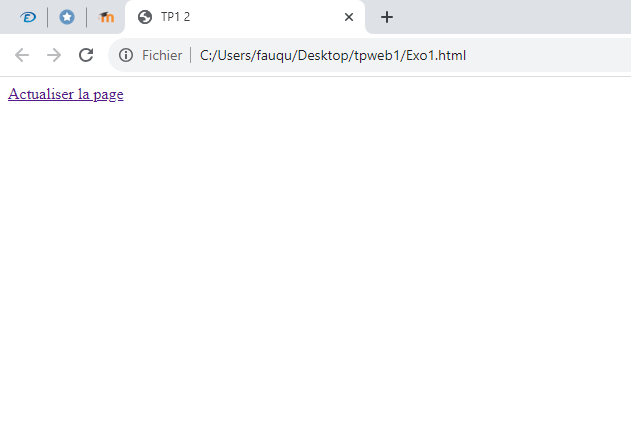 TP1 2
Fichier C:/Users/fauqu/Desktop/tpweb1/Exo1.html
Actualiser la page